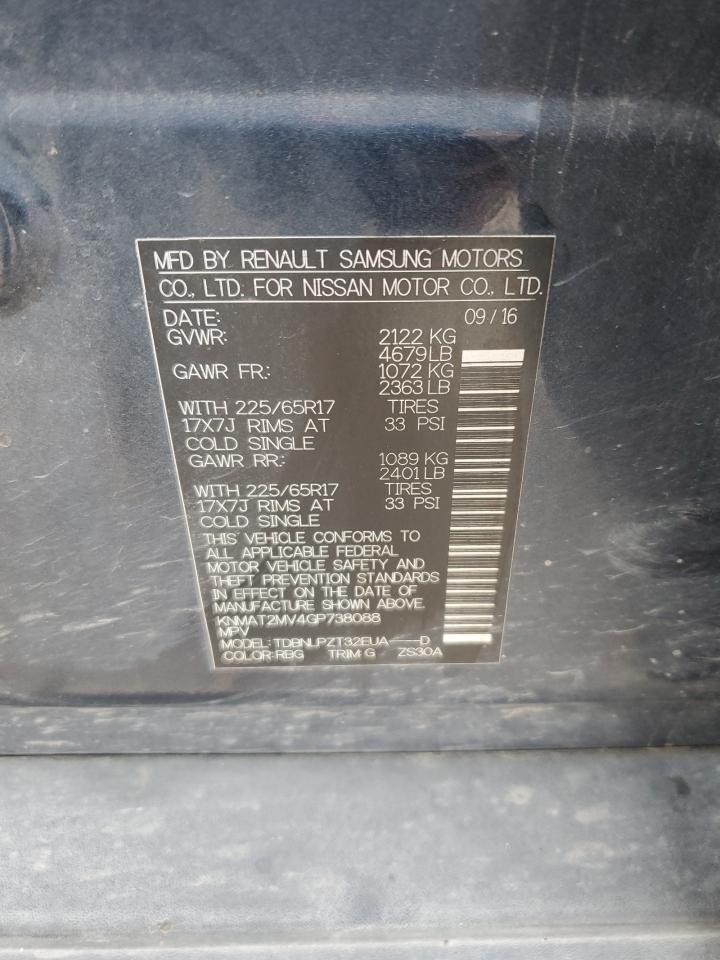 MFD BY RENAULT SAMSUNG MOTORS
CO., LTD. FOR NISSAN MOTOR CO., LTD.
DATE: 09/16
GVWR: 2122 KG
4679LB
GAWR FR.: 1072 KG
2363 LB
WITH 225/65R17 TIRES
17X7J RIMS AT 33 PSI
COLD SINGLE
GAWR RR.: 1089 KG
2401 LB
WITH 225/65R17 TIRES
17X7J RIMS AT 33 PSI
COLD SINGLE
THIS VEHICLE CONFORMS TO
ALL APPLICABLE FEDERAL
MOTOR VEHICLE SAFETY AND
THEFT PREVENTION STANDARDS
IN EFFECT ON THE DATE OF
MANUFACTURE SHOWN ABOVE.
KNMAT2MV4GP738088
MPV
MODEL: TDBNLPZT32EUA----D
COLOR:RBG TRIM:G ZS30A